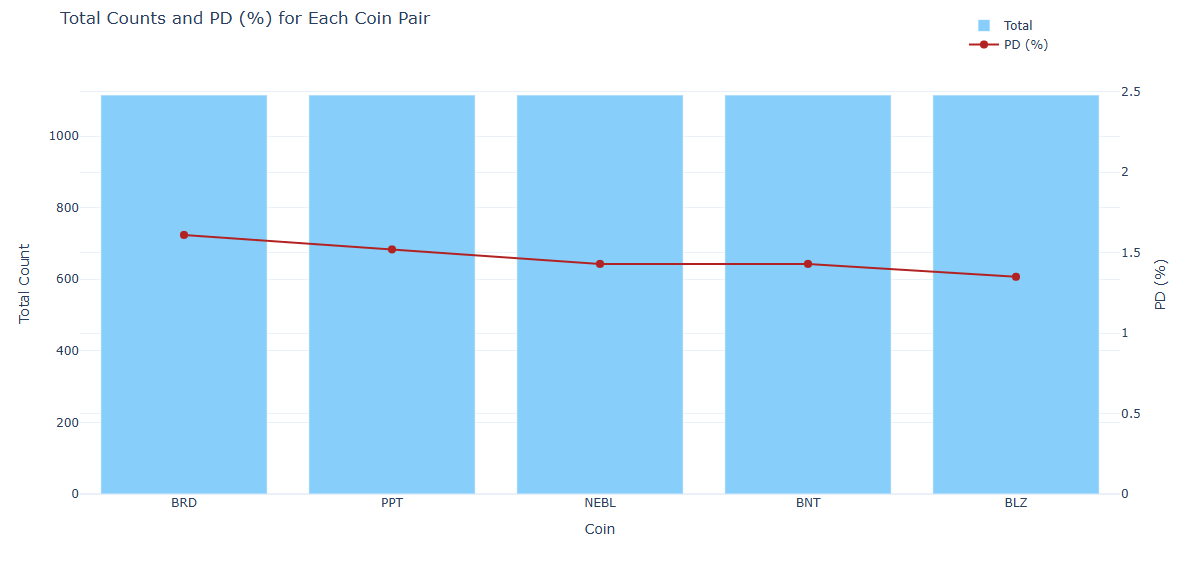 Total Counts and PD (%) for Each Coin Pair
Total
PD (%)
1000
800
600
400
200
0
Total Count
2.5
2
1.5
1
0.5
0
PD (%)
BRD PPT NEBL BNT BLZ
Coin